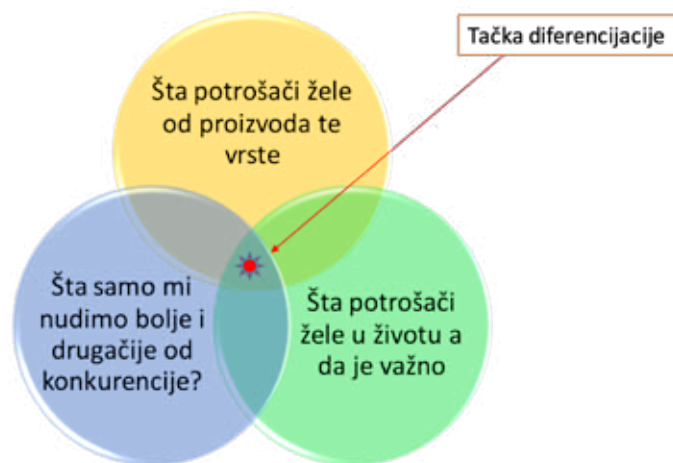 Tačka diferencijacije
Šta potrošači žele
od proizvoda te
vrste
Šta samo mi
nudimo bolje i
drugačije od
konkurencije?
Šta potrošači
žele u životu a
da je važno